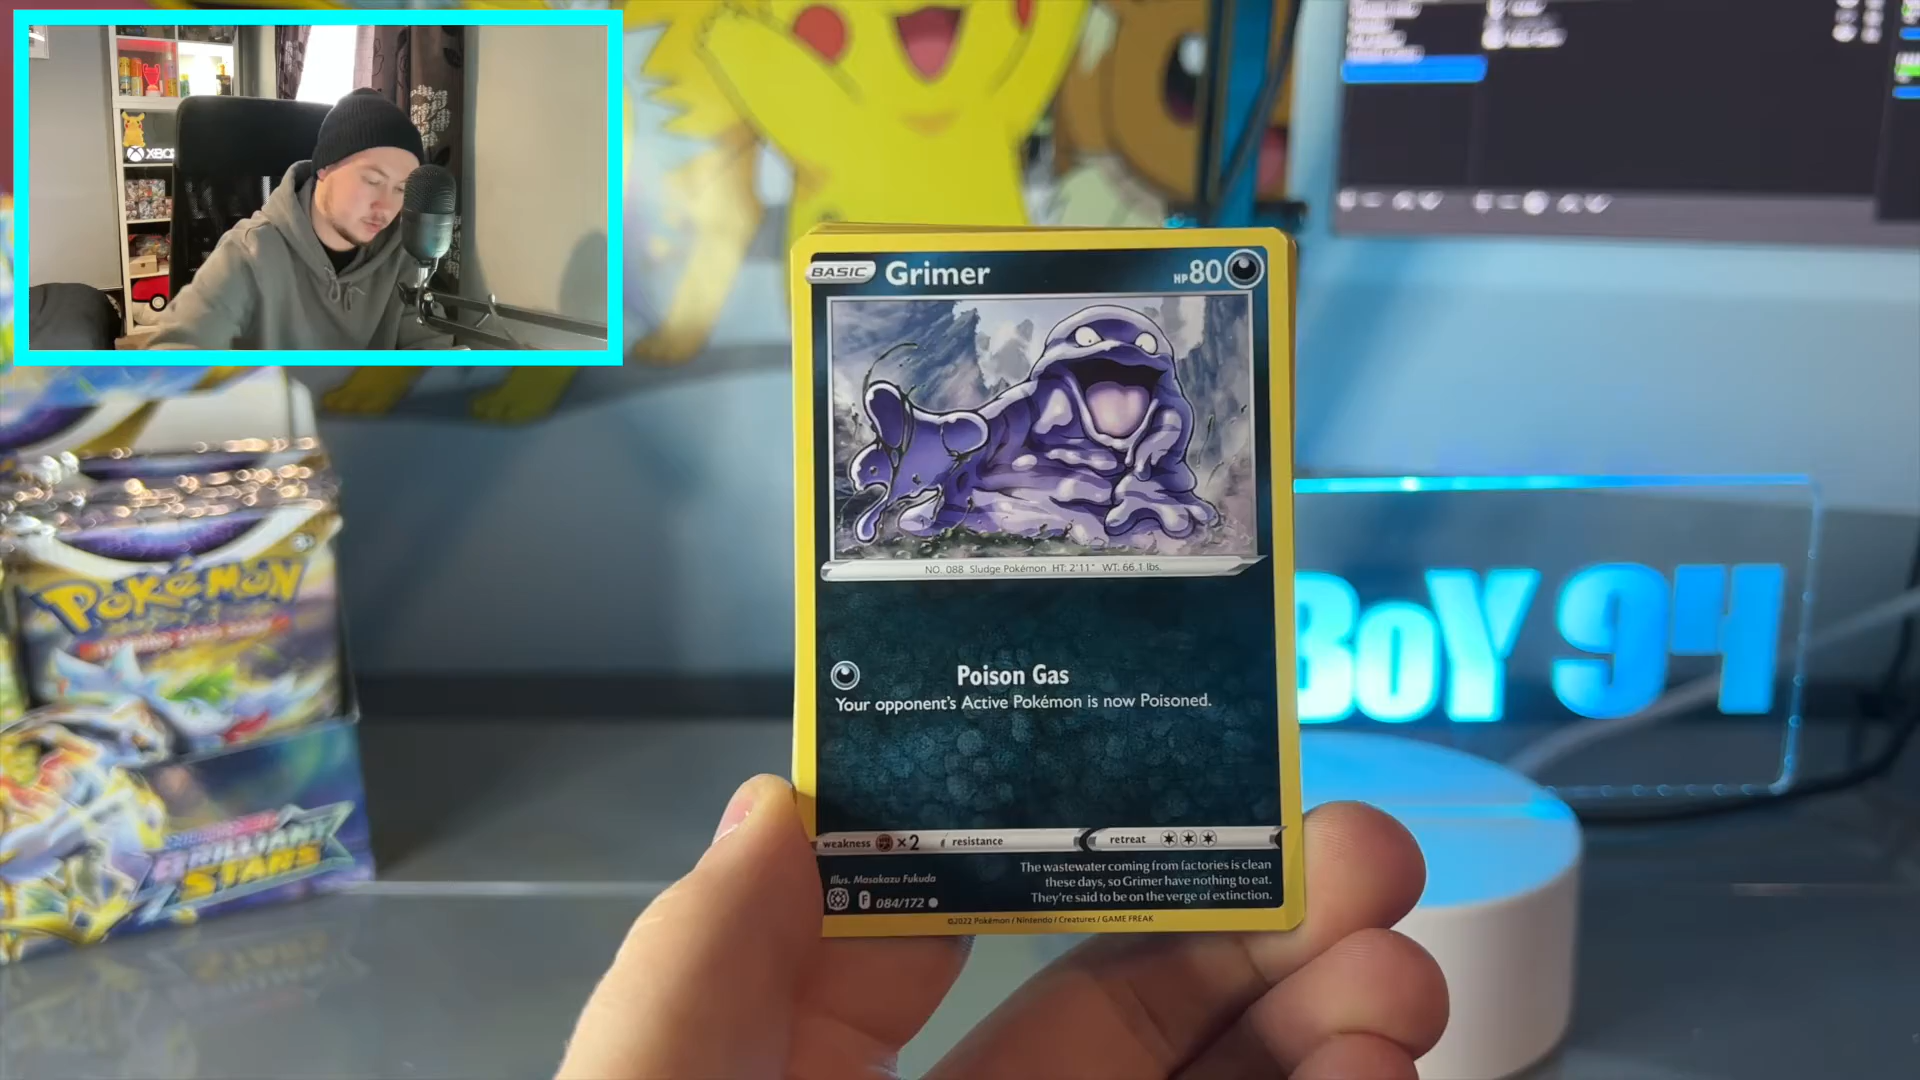 XBOX
BASIC Grimer HP 80
NO. 088 Sludge Pokémon HT: 2'11" WT: 66.1 lbs.
Poison Gas
Your opponent's Active Pokémon is now Poisoned.
weakness ×2 resistance retreat
The wastewater coming from factories is clean
these days, so Grimer have nothing to eat.
They're said to be on the verge of extinction.
Illus. Masakazu Fukuda
F 084/172
©2022 Pokémon / Nintendo / Creatures / GAME FREAK
BoY 94
POKÉMON
BRILLIANT
STARS